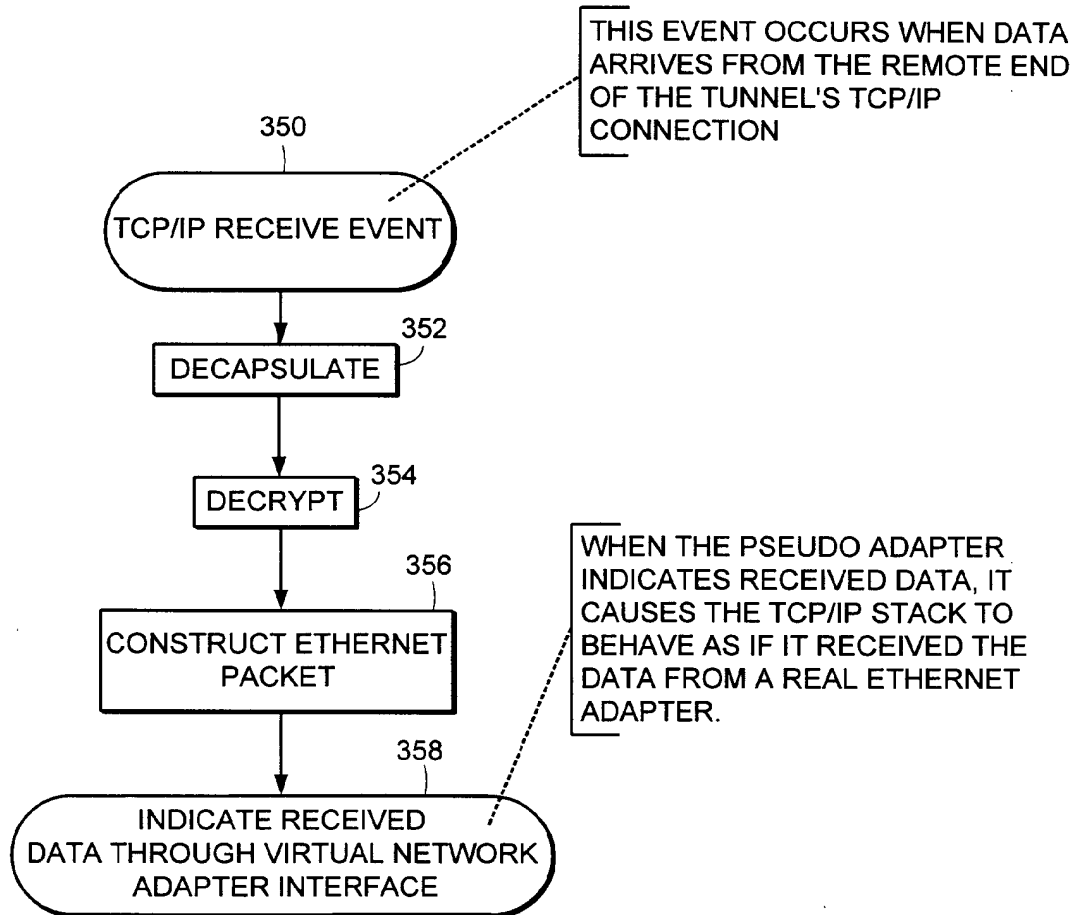 THIS EVENT OCCURS WHEN DATA
ARRIVES FROM THE REMOTE END
OF THE TUNNEL'S TCP/IP
CONNECTION
350
TCP/IP RECEIVE EVENT
352
DECAPSULATE
354
DECRYPT
356
CONSTRUCT ETHERNET
PACKET
WHEN THE PSEUDO ADAPTER
INDICATES RECEIVED DATA, IT
CAUSES THE TCP/IP STACK TO
BEHAVE AS IF IT RECEIVED THE
DATA FROM A REAL ETHERNET
ADAPTER.
358
INDICATE RECEIVED
DATA THROUGH VIRTUAL NETWORK
ADAPTER INTERFACE